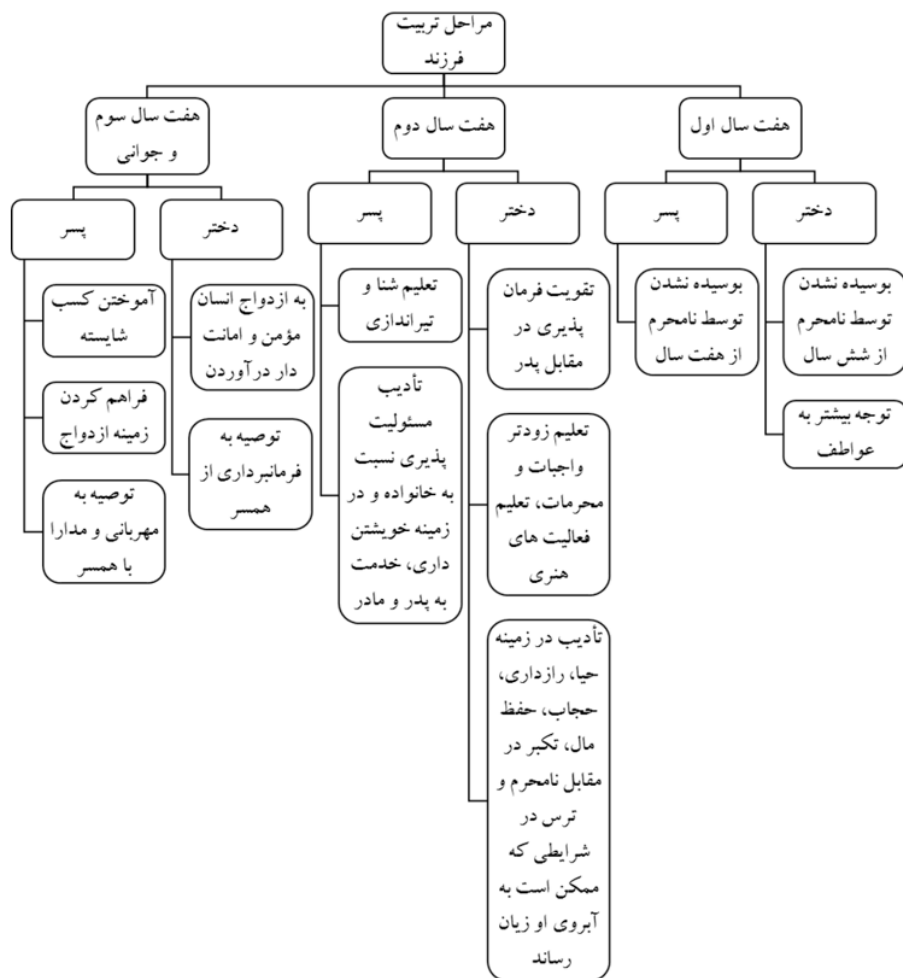 مراحل تربیت
فرزند
هفت سال اول
هفت سال دوم
هفت سال سوم
و جوانی
دختر
پسر
دختر
پسر
دختر
پسر
بوسیده نشدن
توسط نامحرم
از شش سال
توجه بیشتر به
عواطف
بوسیده نشدن
توسط نامحرم
از هفت سال
تقویت فرمان
پذیری در
مقابل پدر
تعلیم زودتر
واجبات و
محرمات، تعلیم
فعالیت های
هنری
تأدیب در زمینه
حیا، رازداری،
حجاب، حفظ
مال، تکبر در
مقابل نامحرم و
ترس در
شرایطی که
ممکن است به
آبروی او زیان
رساند
تعلیم شنا و
تیراندازی
تأدیب
مسئولیت
پذیری نسبت
به خانواده و در
زمینه خویشتن
داری، خدمت
به پدر و مادر
به ازدواج انسان
مؤمن و امانت
دار درآوردن
توصیه به
فرمانبرداری از
همسر
آموختن کسب
شایسته
فراهم کردن
زمینه ازدواج
توصیه به
مهربانی و مدارا
با همسر